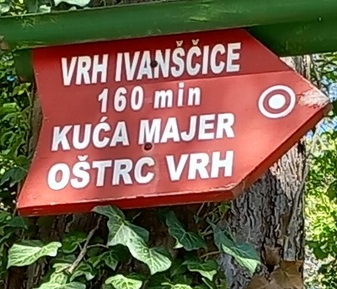 VRH IVANŠČICE
160 min
KUĆA MAJER
OŠTRC VRH